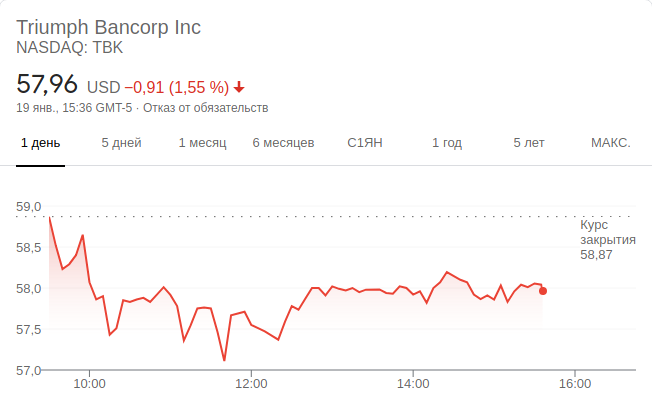 Triumph Bancorp Inc
NASDAQ: TBK
57,96 USD −0,91 (1,55 %)
19 янв., 15:36 GMT-5 · Отказ от обязательств
1 день 5 дней 1 месяц 6 месяцев С1ЯН 1 год 5 лет МАКС.
59,0
Курс
закрытия
58,87
58,5
58,0
57,5
57,0
10:00 12:00 14:00 16:00